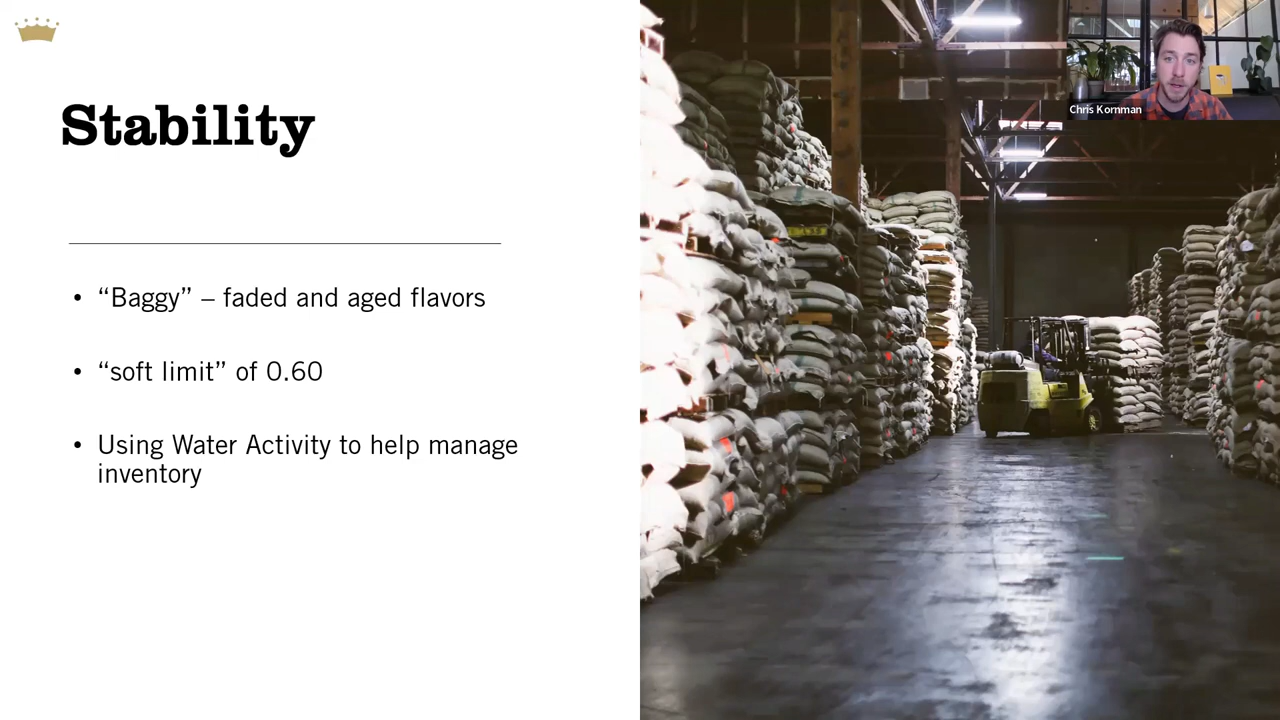 Stability
• “Baggy” – faded and aged flavors
• “soft limit” of 0.60
• Using Water Activity to help manage
inventory
Chris Kornman